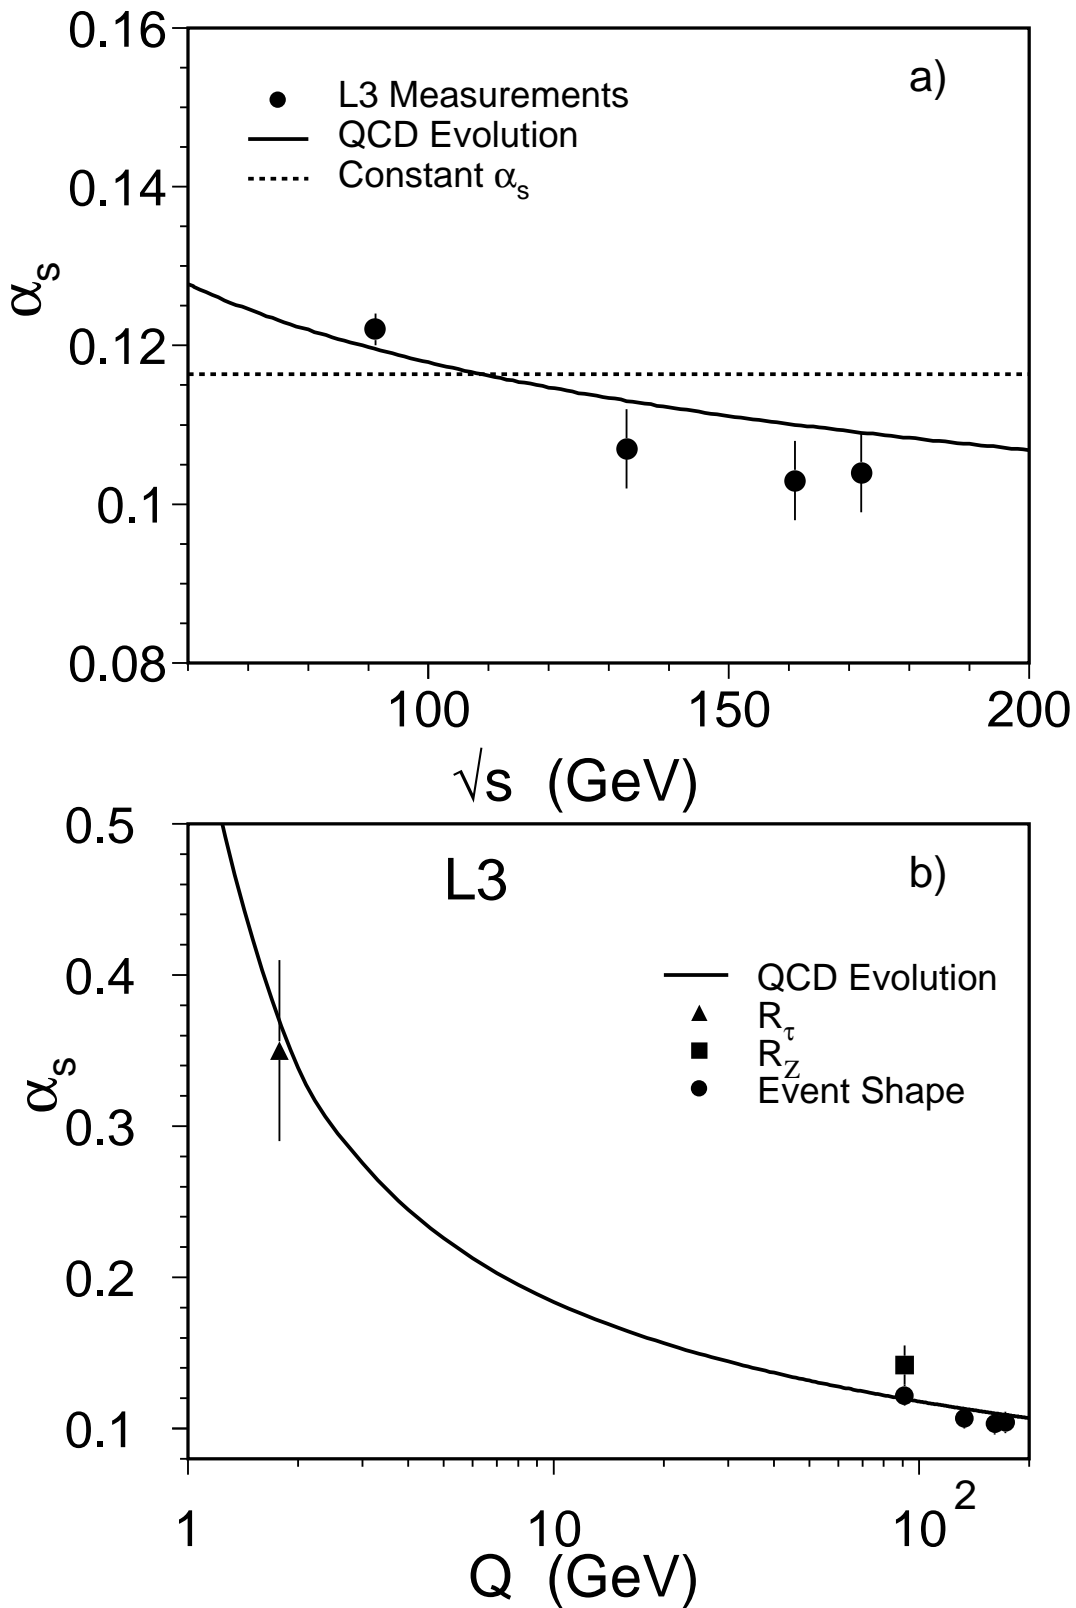 0.16
a)
L3 Measurements
QCD Evolution
Constant αs
0.14
0.12
0.1
0.08
αs
100
150
200
√s (GeV)
0.5
L3
b)
QCD Evolution
Rτ
RZ
Event Shape
0.4
0.3
0.2
0.1
αs
1
10
10²
Q (GeV)